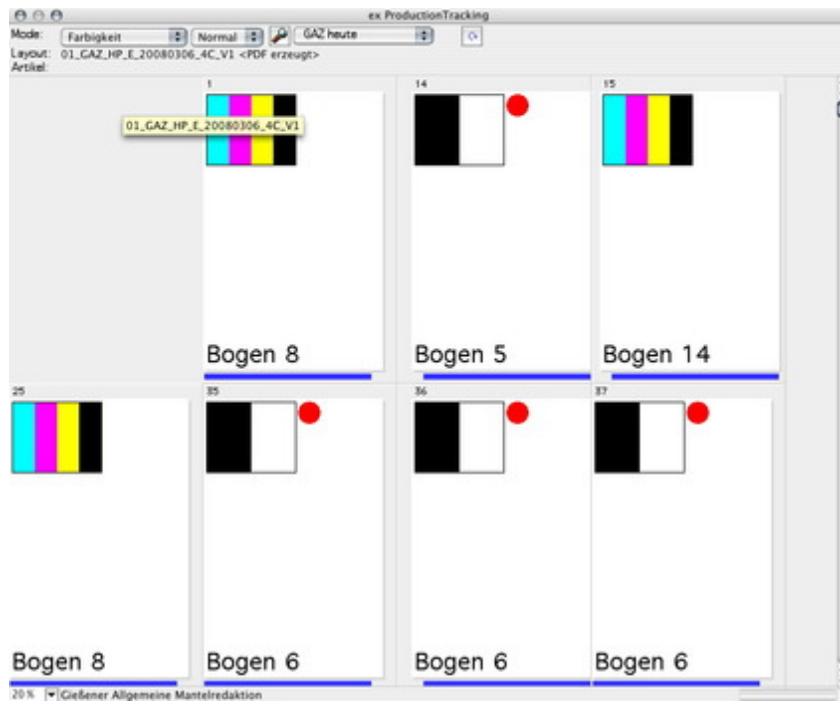 ex ProductionTracking
Mode: Farbigkeit Normal GAZ heute
Layout: 01_GAZ_HP_E_20080306_4C_V1 <PDF erzeugt>
Artikel:
1 14 15
01_GAZ_HP_E_20080306_4C_V1
Bogen 8 Bogen 5 Bogen 14
25 35 36 37
Bogen 8 Bogen 6 Bogen 6 Bogen 6
20 % Gießener Allgemeine Mantelredaktion